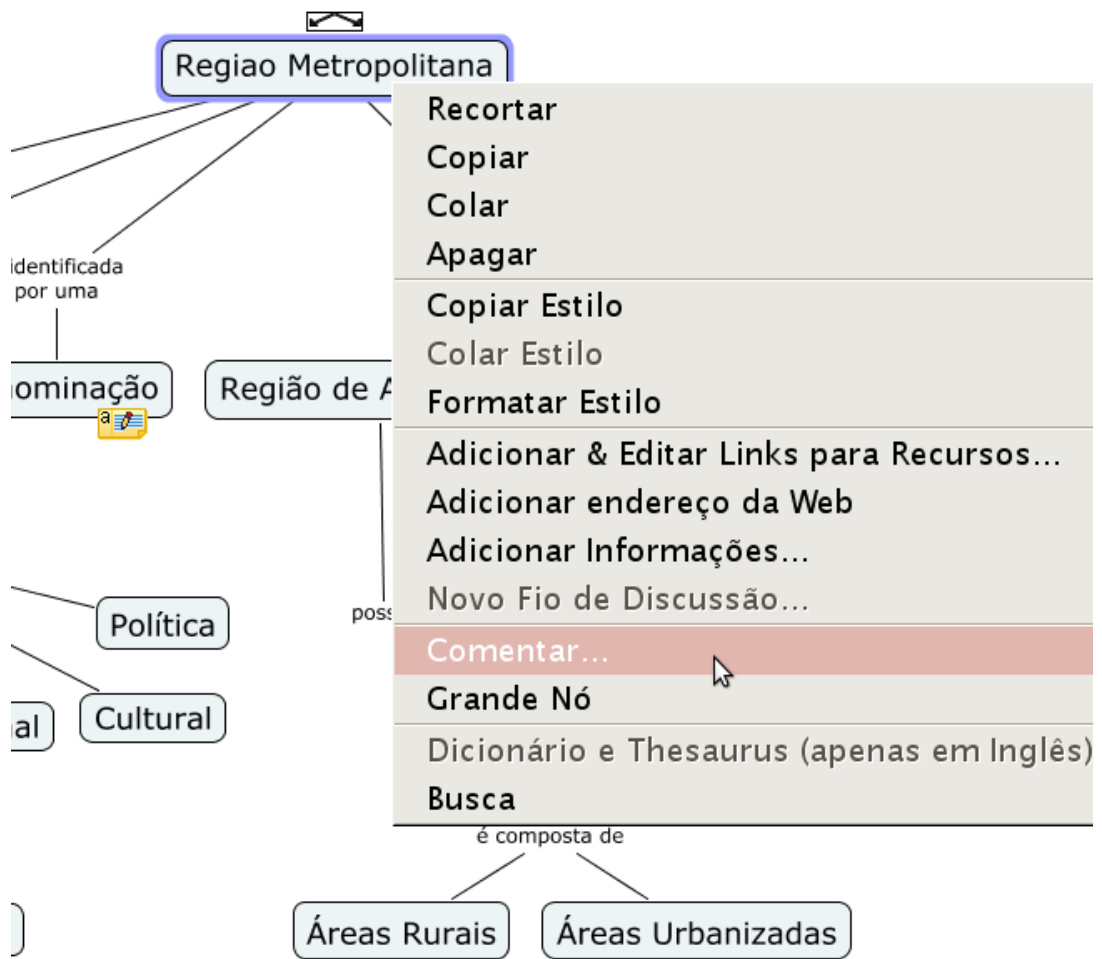 Regiao Metropolitana
Recortar
Copiar
Colar
Apagar
identificada
por uma
Copiar Estilo
Colar Estilo
Formatar Estilo
ominação
a
Região de A
Adicionar & Editar Links para Recursos...
Adicionar endereço da Web
Adicionar Informações...
Novo Fio de Discussão...
poss
Política
Comentar...
Grande Nó
Cultural
al
Dicionário e Thesaurus (apenas em Inglês)
Busca
é composta de
Áreas Rurais
Áreas Urbanizadas